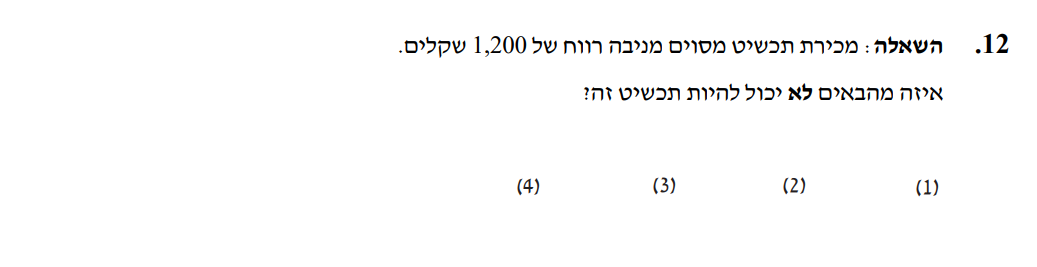 12. השאלה: מכירת תכשיט מסוים מניבה רווח של 1,200 שקלים.
איזה מהבאים לא יכול להיות תכשיט זה?
(1) (2) (3) (4)